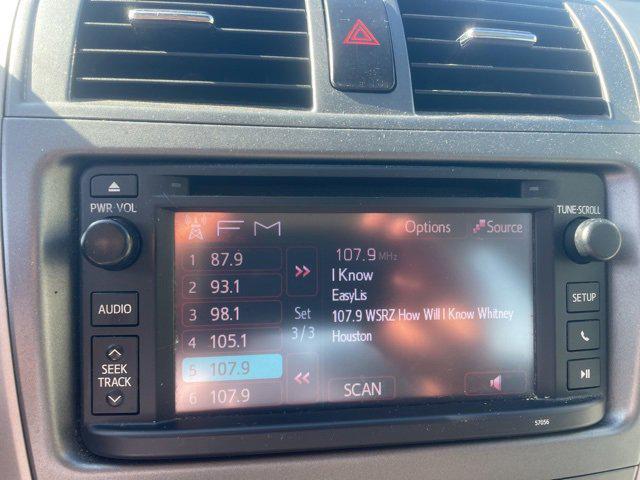 PWR·VOL
TUNE·SCROLL
FM
Options
Source
1 87.9
107.9 MHz
2 93.1
I Know
EasyLis
AUDIO
3 98.1
Set
107.9 WSRZ How Will I Know Whitney
SETUP
4 105.1
3/3
Houston
SEEK
TRACK
5 107.9
6 107.9
SCAN
57056